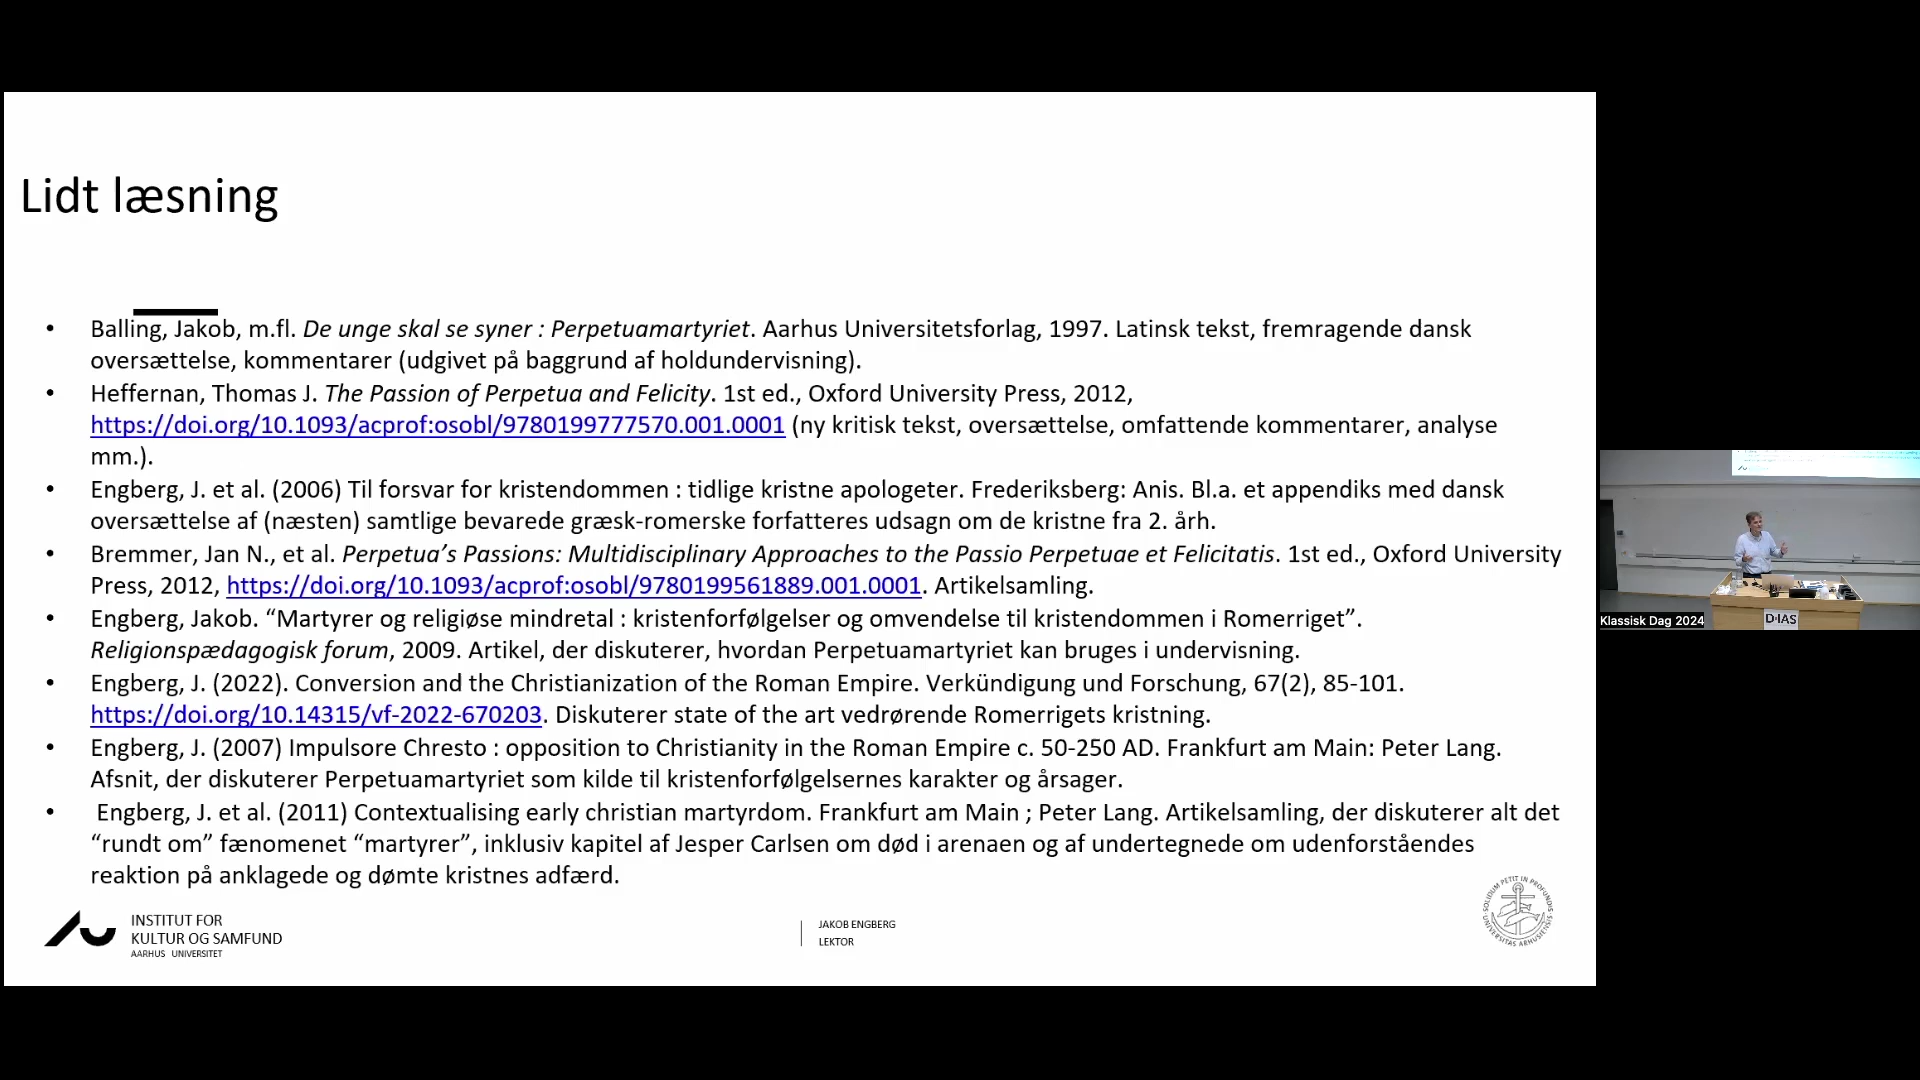 Lidt læsning
• Balling, Jakob, m.fl. De unge skal se syner : Perpetuamartyriet. Aarhus Universitetsforlag, 1997. Latinsk tekst, fremragende dansk
oversættelse, kommentarer (udgivet på baggrund af holdundervisning).
• Heffernan, Thomas J. The Passion of Perpetua and Felicity. 1st ed., Oxford University Press, 2012,
https://doi.org/10.1093/acprof:osobl/9780199777570.001.0001 (ny kritisk tekst, oversættelse, omfattende kommentarer, analyse
mm.).
• Engberg, J. et al. (2006) Til forsvar for kristendommen : tidlige kristne apologeter. Frederiksberg: Anis. Bl.a. et appendiks med dansk
oversættelse af (næsten) samtlige bevarede græsk-romerske forfatteres udsagn om de kristne fra 2. årh.
• Bremmer, Jan N., et al. Perpetua’s Passions: Multidisciplinary Approaches to the Passio Perpetuae et Felicitatis. 1st ed., Oxford University
Press, 2012, https://doi.org/10.1093/acprof:osobl/9780199561889.001.0001. Artikelsamling.
• Engberg, Jakob. “Martyrer og religiøse mindretal : kristenforfølgelser og omvendelse til kristendommen i Romerriget”.
Religionspædagogisk forum, 2009. Artikel, der diskuterer, hvordan Perpetuamartyriet kan bruges i undervisning.
• Engberg, J. (2022). Conversion and the Christianization of the Roman Empire. Verkündigung und Forschung, 67(2), 85-101.
https://doi.org/10.14315/vf-2022-670203. Diskuterer state of the art vedrørende Romerrigets kristning.
• Engberg, J. (2007) Impulsore Chresto : opposition to Christianity in the Roman Empire c. 50-250 AD. Frankfurt am Main: Peter Lang.
Afsnit, der diskuterer Perpetuamartyriet som kilde til kristenforfølgelsernes karakter og årsager.
• Engberg, J. et al. (2011) Contextualising early christian martyrdom. Frankfurt am Main ; Peter Lang. Artikelsamling, der diskuterer alt det
“rundt om” fænomenet “martyrer”, inklusiv kapitel af Jesper Carlsen om død i arenaen og af undertegnede om udenforståendes
reaktion på anklagede og dømte kristnes adfærd.
INSTITUT FOR
KULTUR OG SAMFUND
AARHUS UNIVERSITET
JAKOB ENGBERG
LEKTOR
SOLIDUM PETIT IN PROFUNDIS
UNIVERSITAS ARHUSIENSIS
D·IAS
Klassisk Dag 2024